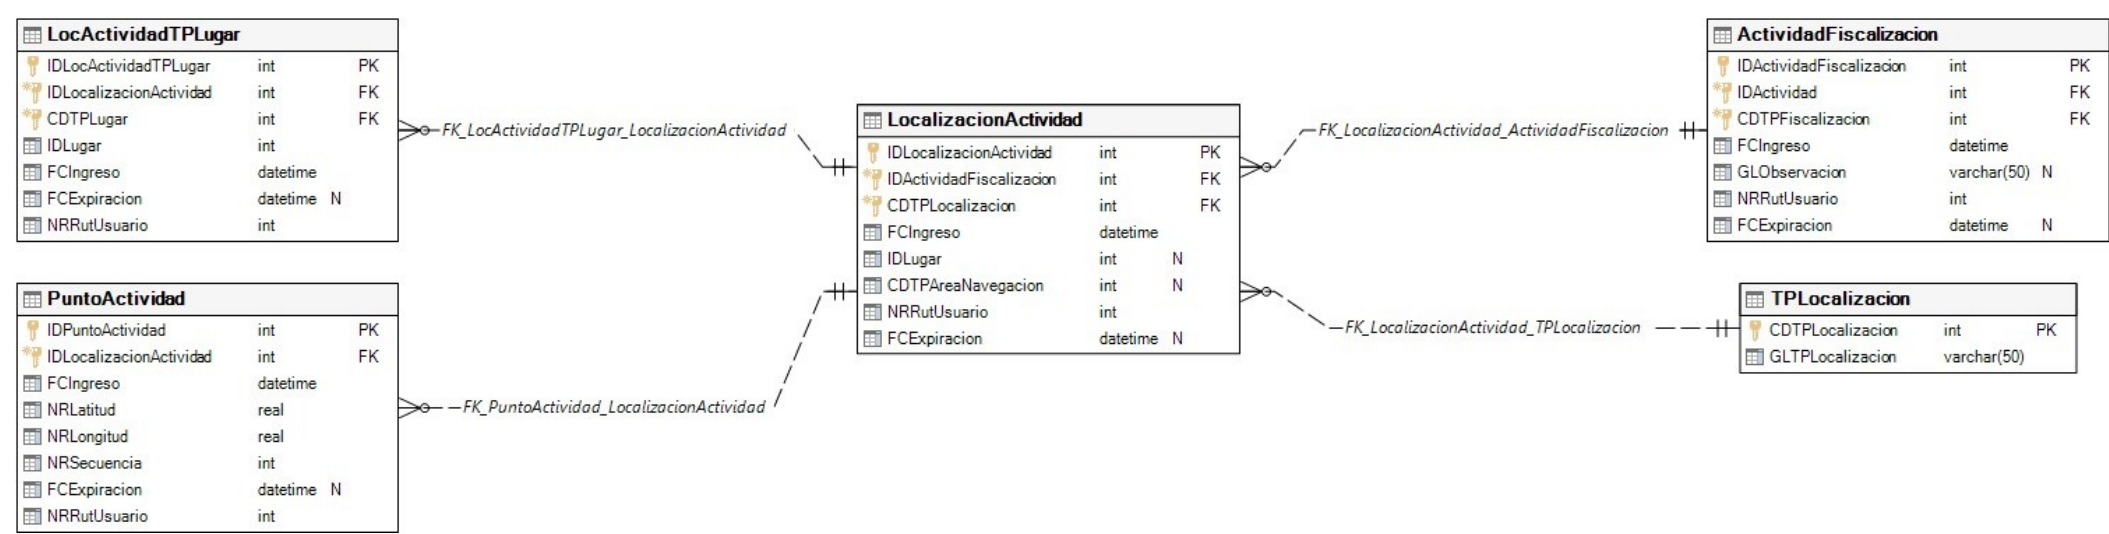 LocActividadTPLugar
IDLocActividadTPLugar int PK
IDLocalizacionActividad int FK
CDTPLugar int FK
IDLugar int
FCIngreso datetime
FCExpiracion datetime N
NRRutUsuario int
FK_LocActividadTPLugar_LocalizacionActividad
PuntoActividad
IDPuntoActividad int PK
IDLocalizacionActividad int FK
FCIngreso datetime
NRLatitud real
NRLongitud real
NRSecuencia int
FCExpiracion datetime N
NRRutUsuario int
FK_PuntoActividad_LocalizacionActividad
LocalizacionActividad
IDLocalizacionActividad int PK
IDActividadFiscalizacion int FK
CDTPLocalizacion int FK
FCIngreso datetime
IDLugar int N
CDTPAreaNavegacion int N
NRRutUsuario int
FCExpiracion datetime N
FK_LocalizacionActividad_ActividadFiscalizacion
FK_LocalizacionActividad_TPLocalizacion
ActividadFiscalizacion
IDActividadFiscalizacion int PK
IDActividad int FK
CDTPFiscalizacion int FK
FCIngreso datetime
GLObservacion varchar(50) N
NRRutUsuario int
FCExpiracion datetime N
TPLocalizacion
CDTPLocalizacion int PK
GLTPLocalizacion varchar(50)